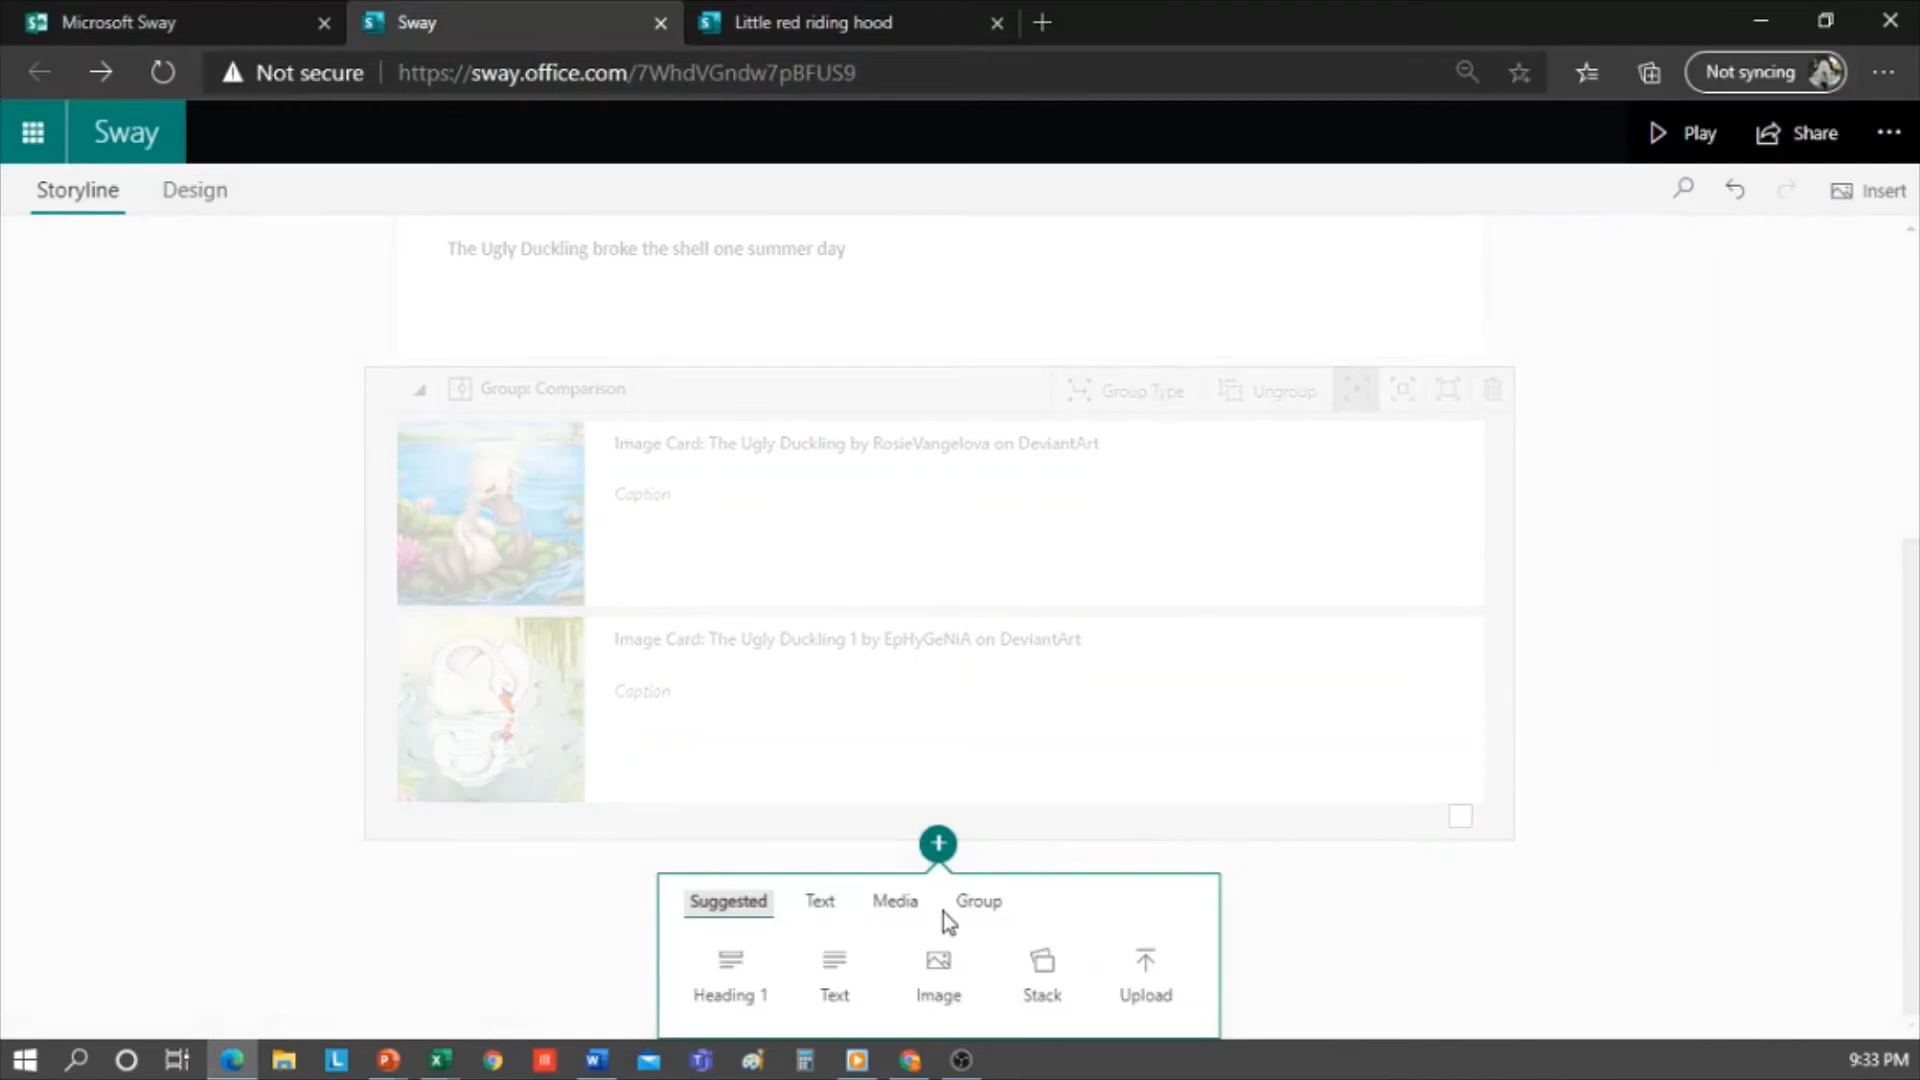 Microsoft Sway
Sway
Little red riding hood
Not secure
https://sway.office.com/7WhdVGndw7pBFUS9
Not syncing
Sway
Play
Share
Storyline
Design
Insert
The Ugly Duckling broke the shell one summer day
Group: Comparison
Group Type
Ungroup
Image Card: The Ugly Duckling by RosieVangelova on DeviantArt
Caption
Image Card: The Ugly Duckling 1 by EpHyGeNiA on DeviantArt
Caption
Suggested
Text
Media
Group
Heading 1
Text
Image
Stack
Upload
9:33 PM